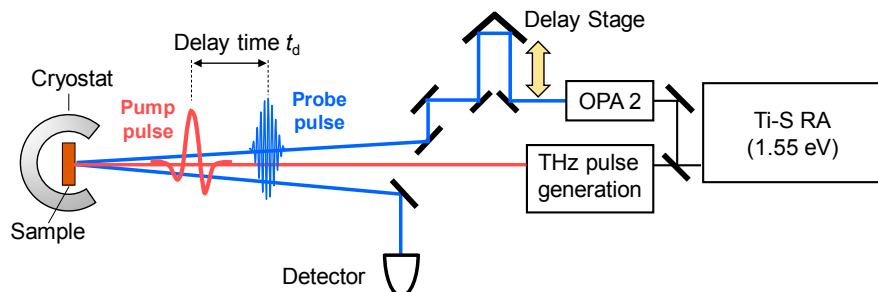 Delay Stage
Delay time t_d
Cryostat
Pump
pulse
Probe
pulse
OPA 2
Ti-S RA
(1.55 eV)
THz pulse
generation
Sample
Detector